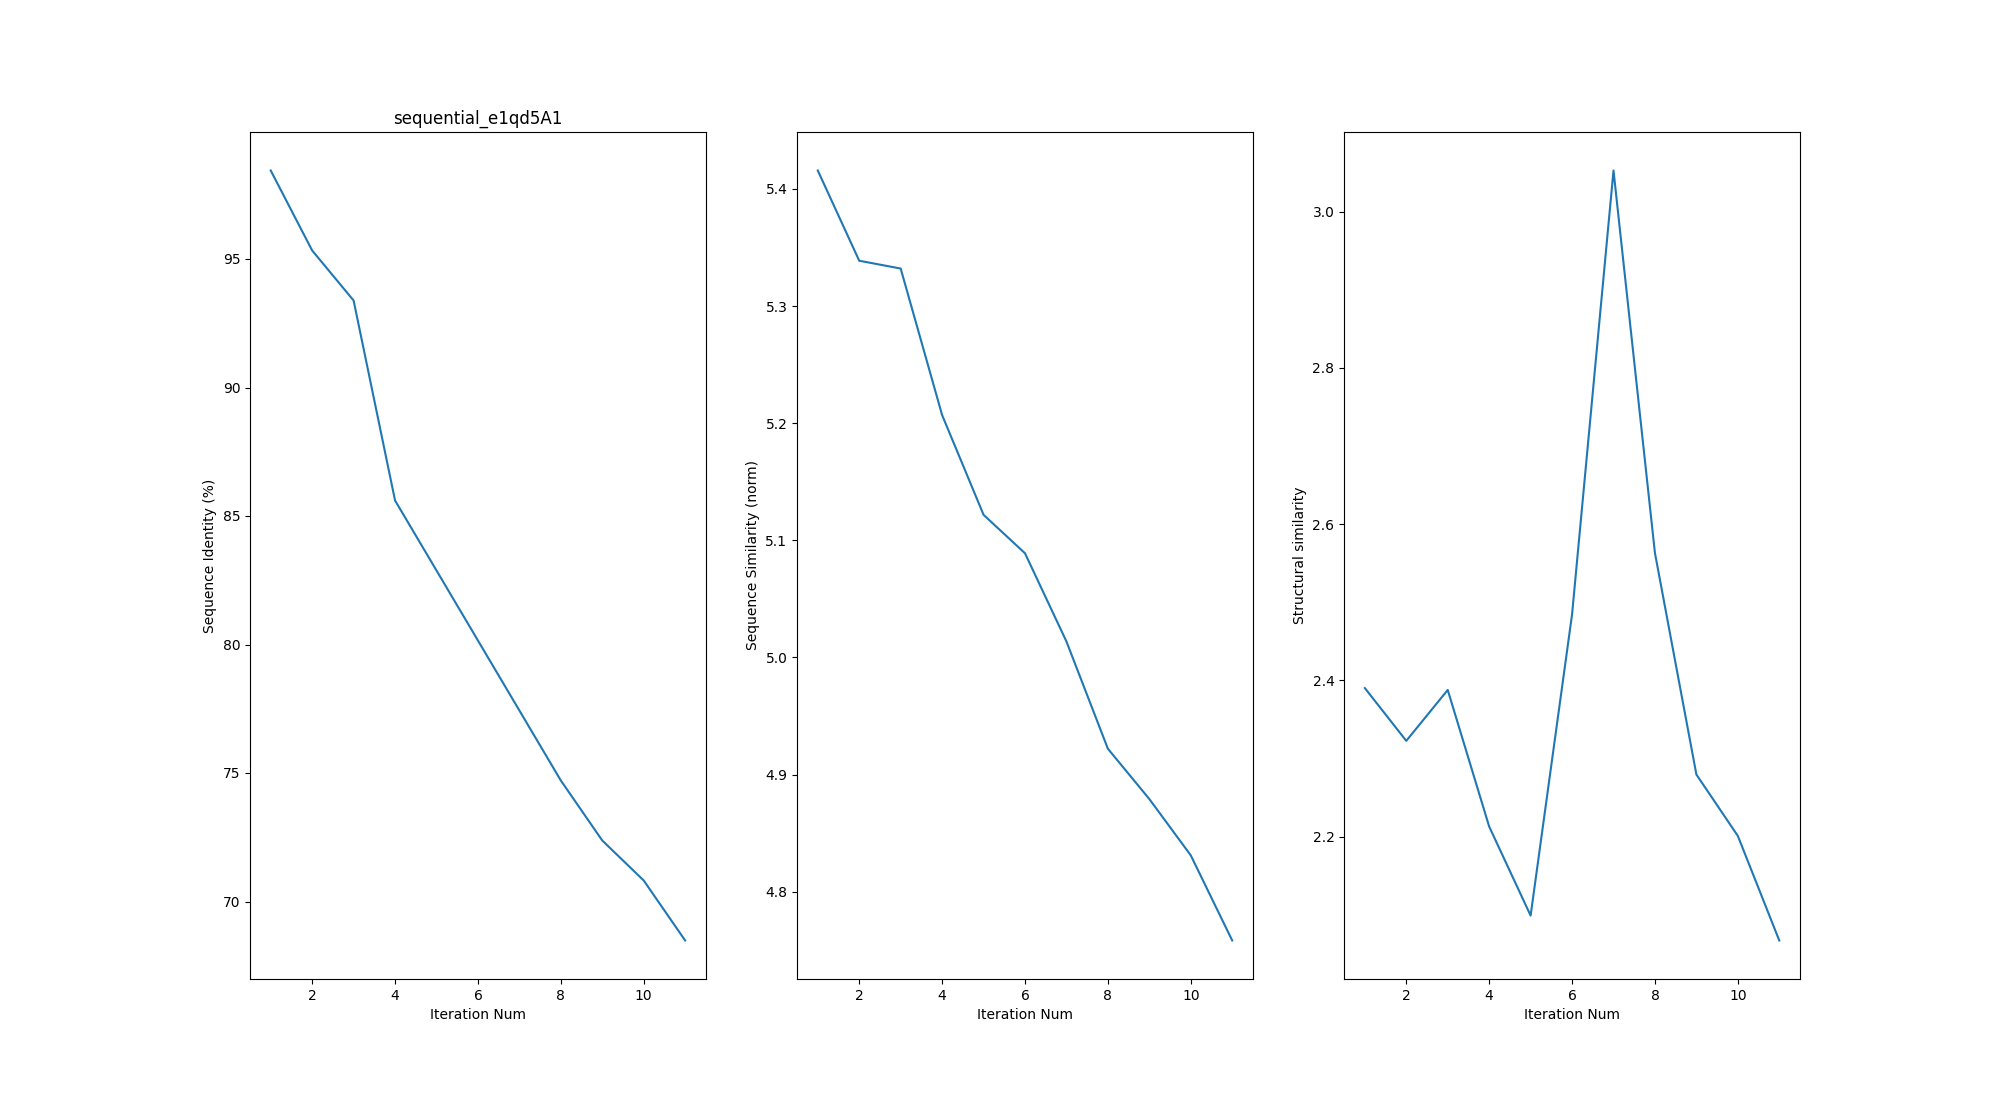 sequential_e1qd5A1
Sequence Identity (%)
95
90
85
80
75
70
2 4 6 8 10
Iteration Num
Sequence Similarity (norm)
5.4
5.3
5.2
5.1
5.0
4.9
4.8
2 4 6 8 10
Iteration Num
Structural similarity
3.0
2.8
2.6
2.4
2.2
2 4 6 8 10
Iteration Num